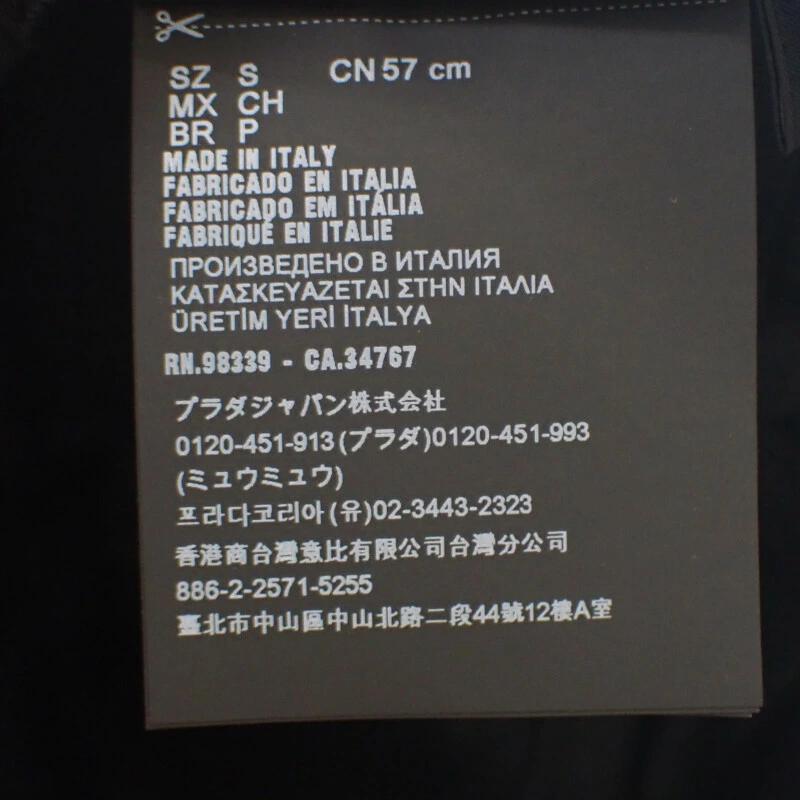 SZ S CN 57 cm
MX CH
BR P
MADE IN ITALY
FABRICADO EN ITALIA
FABRICADO EM ITÁLIA
FABRIQUÉ EN ITALIE
ПРОИЗВЕДЕНО В ИТАЛИЯ
ΚΑΤΑΣΚΕΥΑΖΕΤΑΙ ΣΤΗΝ ΙΤΑΛΙΑ
ÜRETİM YERİ İTALYA
RN.98339 - CA.34767
プラダジャパン株式会社
0120-451-913(プラダ)0120-451-993
(ミュウミュウ)
프라다코리아(유)02-3443-2323
香港商台灣意比有限公司台灣分公司
886-2-2571-5255
臺北市中山區中山北路二段44號12樓A室